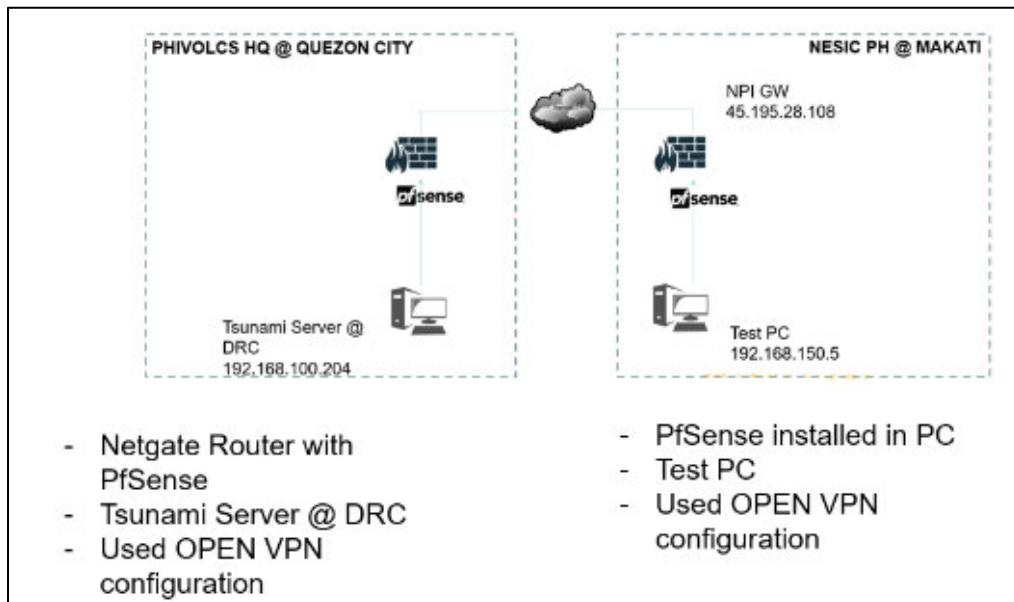 PHIVOLCS HQ @ QUEZON CITY
NESIC PH @ MAKATI
NPI GW
45.195.28.108
pfsense
pfsense
Tsunami Server @
DRC
192.168.100.204
Test PC
192.168.150.5
- Netgate Router with
PfSense
- Tsunami Server @ DRC
- Used OPEN VPN
configuration
- PfSense installed in PC
- Test PC
- Used OPEN VPN
configuration